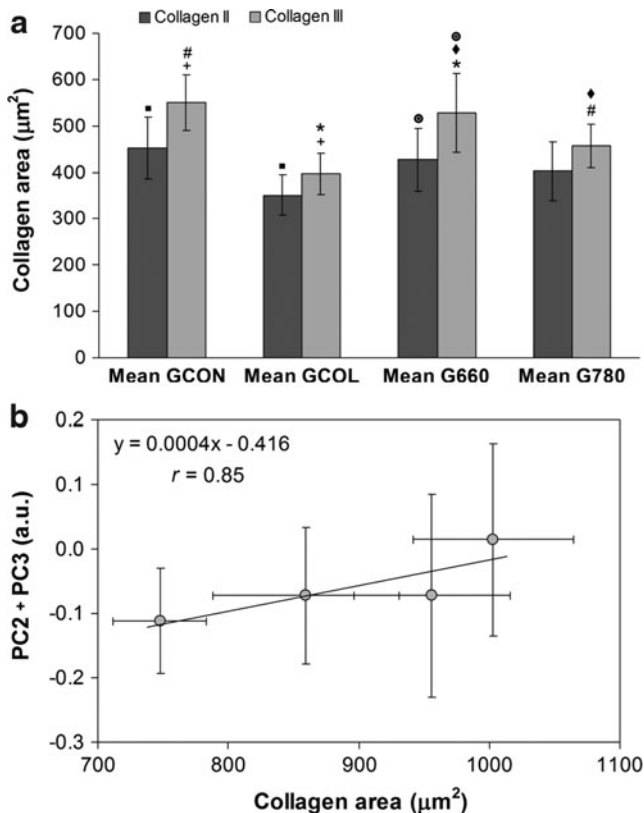 a
■ Collagen II ■ Collagen III
Collagen area (μm²)
700
600
500
400
300
200
100
0
■ # + ■ * + ⊙ ⊙ ♦ * ♦ #
Mean GCON Mean GCOL Mean G660 Mean G780
b
y = 0.0004x - 0.416
r = 0.85
PC2 + PC3 (a.u.)
0.2
0.1
0.0
-0.1
-0.2
-0.3
700 800 900 1000 1100
Collagen area (μm²)